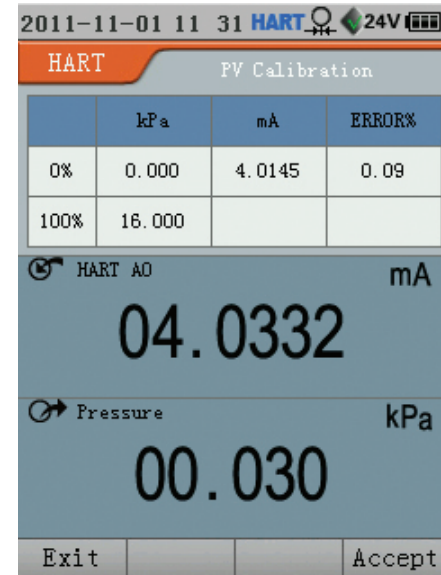 2011-11-01 11 31 HART 24V
HART PV Calibration
kPa mA ERROR%
0% 0.000 4.0145 0.09
100% 16.000
HART AO mA
04.0332
Pressure kPa
00.030
Exit Accept